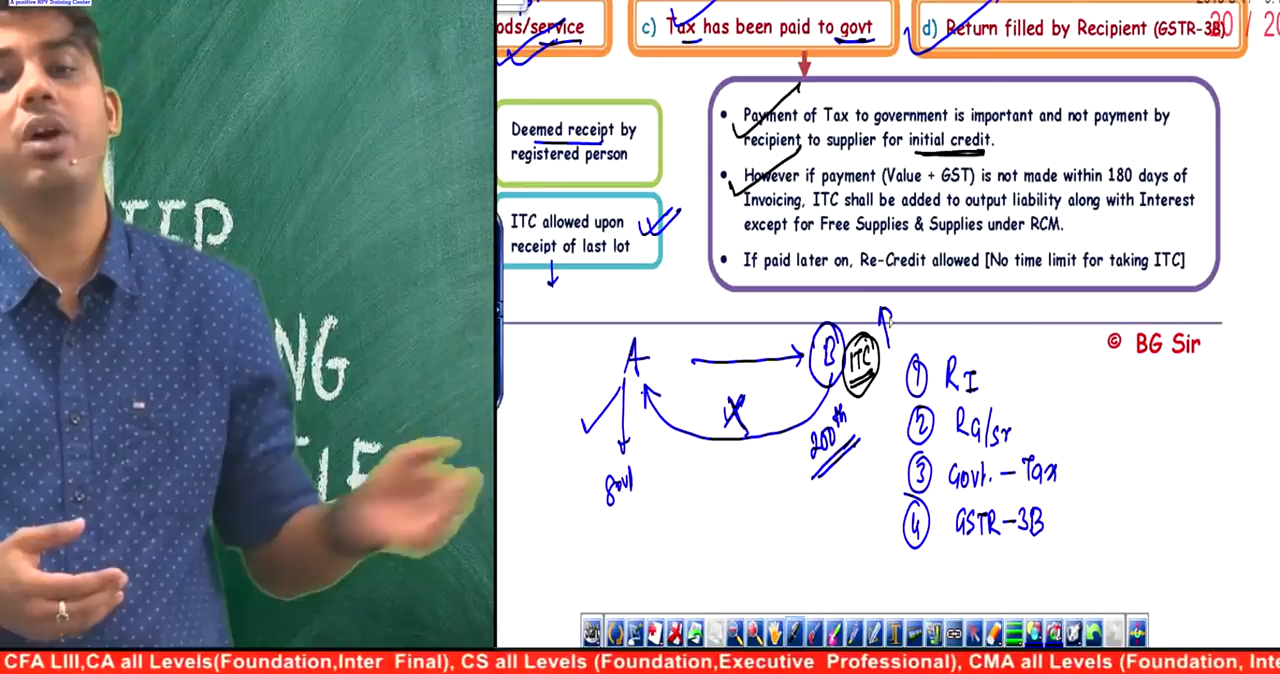 A positive NPV Training Center
ods/service
c) Tax has been paid to govt
d) Return filled by Recipient (GSTR-3B)
30 / 20
Deemed receipt by
registered person
ITC allowed upon
receipt of last lot
• Payment of Tax to government is important and not payment by
recipient to supplier for initial credit.
• However if payment (Value + GST) is not made within 180 days of
Invoicing, ITC shall be added to output liability along with Interest
except for Free Supplies & Supplies under RCM.
• If paid later on, Re-Credit allowed [No time limit for taking ITC]
© BG Sir
A
B
ITC
X
200th
Govt
① RI
② RG/Sr
③ Govt. - Tax
④ GSTR-3B
NG
CFA LIII,CA all Levels(Foundation,Inter Final), CS all Levels (Foundation,Executive Professional), CMA all Levels (Foundation, Inte